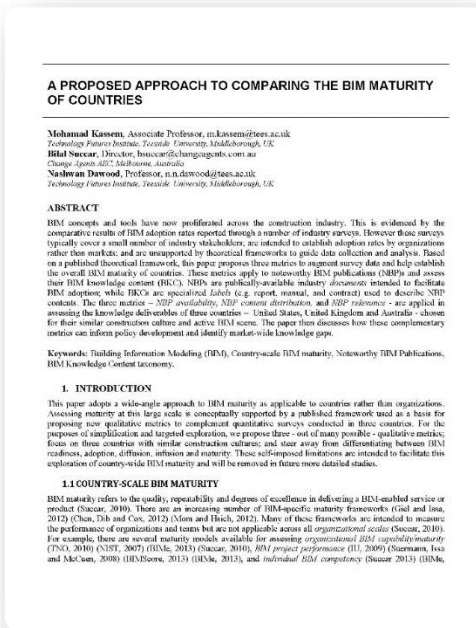 A PROPOSED APPROACH TO COMPARING THE BIM MATURITY
OF COUNTRIES
Mohamad Kassem, Associate Professor, m.kassem@tees.ac.uk
Technology Futures Institute, Teesside University, Middleborough, UK
Bilal Succar, Director, bsuccar@changeagents.com.au
Change Agents AEC, Melbourne, Australia
Nashwan Dawood, Professor, n.n.dawood@tees.ac.uk
Technology Futures Institute, Teesside University, Middleborough, UK
ABSTRACT
BIM concepts and tools have now proliferated across the construction industry. This is evidenced by the
comparative results of BIM adoption rates reported through a number of industry surveys. However these surveys
typically cover a small number of industry stakeholders; are intended to establish adoption rates by organizations
rather than markets; and are unsupported by theoretical frameworks to guide data collection and analysis. Based
on a published theoretical framework, this paper proposes three metrics to augment survey data and help establish
the overall BIM maturity of countries. These metrics apply to noteworthy BIM publications (NBPs) and assess
their BIM knowledge content (BKC). NBPs are publically-available industry documents intended to facilitate
BIM adoption; while BKCs are specialized labels (e.g. report, manual, and contract) used to describe NBP
contents. The three metrics – NBP availability, NBP content distribution, and NBP relevance - are applied in
assessing the knowledge deliverables of three countries – United States, United Kingdom and Australia - chosen
for their similar construction culture and active BIM scene. The paper then discusses how these complementary
metrics can inform policy development and identify market-wide knowledge gaps.
Keywords: Building Information Modeling (BIM), Country-scale BIM maturity, Noteworthy BIM Publications,
BIM Knowledge Content taxonomy.
1. INTRODUCTION
This paper adopts a wide-angle approach to BIM maturity as applicable to countries rather than organizations.
Assessing maturity at this large scale is conceptually supported by a published framework used as a basis for
proposing new qualitative metrics to complement quantitative surveys conducted in three countries. For the
purposes of simplification and targeted exploration, we propose three - out of many possible - qualitative metrics;
focus on three countries with similar construction cultures; and steer away from differentiating between BIM
readiness, adoption, diffusion, infusion and maturity. These self-imposed limitations are intended to facilitate this
exploration of country-wide BIM maturity and will be removed in future more detailed studies.
1.1 COUNTRY-SCALE BIM MATURITY
BIM maturity refers to the quality, repeatability and degrees of excellence in delivering a BIM-enabled service or
product (Succar, 2010). There are an increasing number of BIM-specific maturity frameworks (Giel and Issa,
2012) (Chen, Dib and Cox, 2012) (Mom and Hsieh, 2012). Many of these frameworks are intended to measure
the performance of organizations and teams but are not applicable across all organizational scales (Succar, 2010).
For example, there are several maturity models available for assessing organizational BIM capability/maturity
(TNO, 2010) (NIST, 2007) (BIMe, 2013) (Succar, 2010), BIM project performance (IU, 2009) (Suermann, Issa
and McCuen, 2008) (BIMScore, 2013) (BIMe, 2013), and individual BIM competency (Succar 2013) (BIMe,